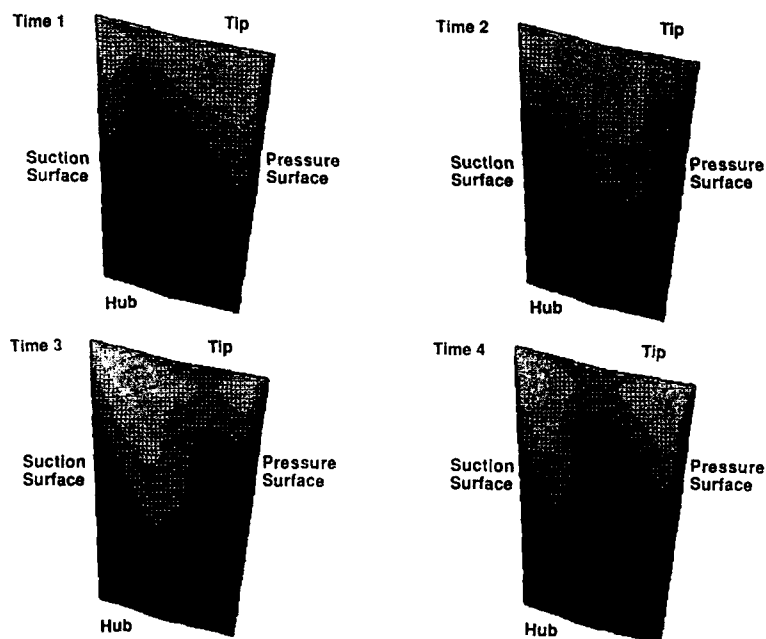 Time 1
Tip
Suction
Surface
Pressure
Surface
Hub
Time 2
Tip
Suction
Surface
Pressure
Surface
Hub
Time 3
Tip
Suction
Surface
Pressure
Surface
Hub
Time 4
Tip
Suction
Surface
Pressure
Surface
Hub